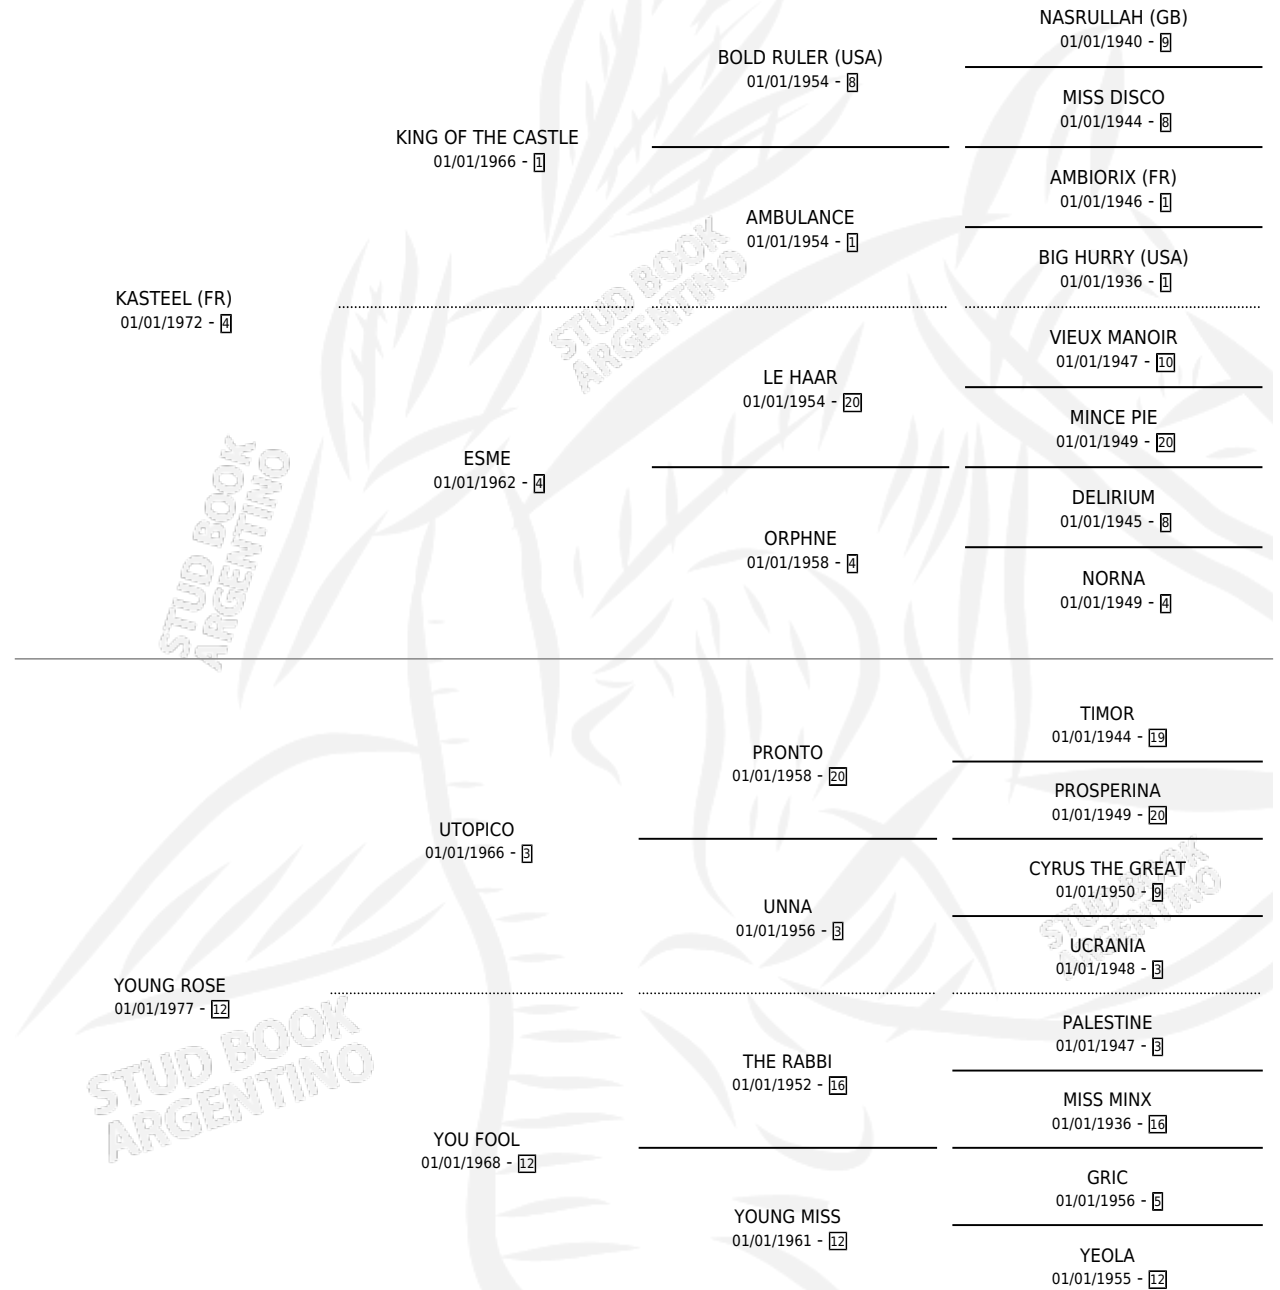 NASRULLAH (GB)
01/01/1940 - 9
BOLD RULER (USA)
01/01/1954 - 8
MISS DISCO
01/01/1944 - 8
KING OF THE CASTLE
01/01/1966 - 1
AMBIORIX (FR)
01/01/1946 - 1
AMBULANCE
01/01/1954 - 1
BIG HURRY (USA)
01/01/1936 - 1
KASTEEL (FR)
01/01/1972 - 4
VIEUX MANOIR
01/01/1947 - 10
LE HAAR
01/01/1954 - 20
MINCE PIE
01/01/1949 - 20
ESME
01/01/1962 - 4
DELIRIUM
01/01/1945 - 8
ORPHNE
01/01/1958 - 4
NORNA
01/01/1949 - 4
TIMOR
01/01/1944 - 19
PRONTO
01/01/1958 - 20
PROSPERINA
01/01/1949 - 20
UTOPICO
01/01/1966 - 3
CYRUS THE GREAT
01/01/1950 - 9
UNNA
01/01/1956 - 3
UCRANIA
01/01/1948 - 3
YOUNG ROSE
01/01/1977 - 12
PALESTINE
01/01/1947 - 3
THE RABBI
01/01/1952 - 16
MISS MINX
01/01/1936 - 16
YOU FOOL
01/01/1968 - 12
GRIC
01/01/1956 - 5
YOUNG MISS
01/01/1961 - 12
YEOLA
01/01/1955 - 12
STUD BOOK
ARGENTINO
STUD BOOK
ARGENTINO
STUD BOOK
ARGENTINO
STUD BOOK
ARGENTINO